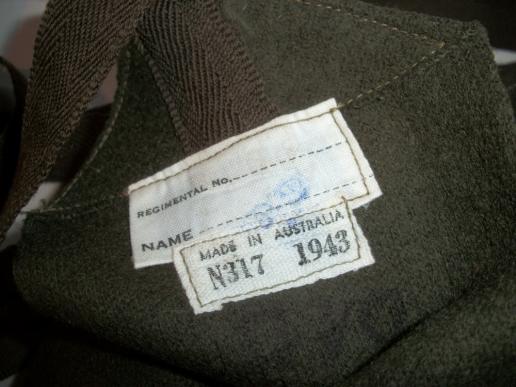 REGIMENTAL No.
NAME
MADE IN AUSTRALIA
N317 1943